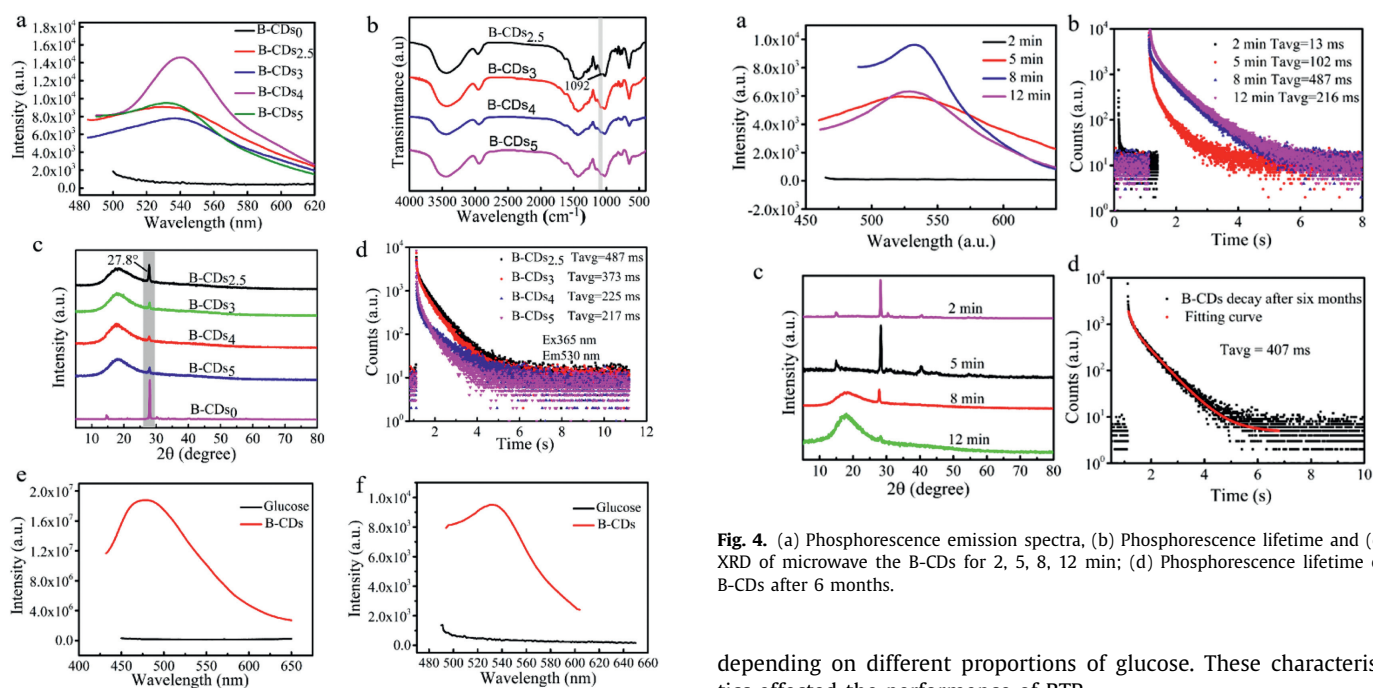 a
1.8x10⁴
1.6x10⁴
1.4x10⁴
1.2x10⁴
1.0x10⁴
8.0x10³
6.0x10³
4.0x10³
2.0x10³
0.0
Intensity (a.u.)
B-CDs0
B-CDs2.5
B-CDs3
B-CDs4
B-CDs5
500 520 540 560 580 600 620
Wavelength (nm)
b
Transimittance (a.u)
B-CDs2.5
1092
B-CDs3
B-CDs4
B-CDs5
4000 3500 3000 2500 2000 1500 1000 500
Wavelength (cm⁻¹)
c
Intensity (a.u.)
27.8°
B-CDs2.5
B-CDs3
B-CDs4
B-CDs5
B-CDs0
10 20 30 40 50 60 70 80
2θ (degree)
d
10⁴
10³
10²
10¹
10⁰
Counts (a.u.)
B-CDs2.5 Tavg=487 ms
B-CDs3 Tavg=373 ms
B-CDs4 Tavg=225 ms
B-CDs5 Tavg=217 ms
Ex365 nm
Em530 nm
2 4 6 8 10 12
Time (s)
e
2.0x10⁷
1.6x10⁷
1.2x10⁷
8.0x10⁶
4.0x10⁶
0.0
Intensity (a.u.)
Glucose
B-CDs
400 450 500 550 600 650
Wavelength (nm)
f
1.0x10⁴
8.0x10³
6.0x10³
4.0x10³
2.0x10³
0.0
Intensity (a.u.)
Glucose
B-CDs
480 500 520 540 560 580 600 620 640 660
Wavelength (nm)
a
1.0x10⁴
8.0x10³
6.0x10³
4.0x10³
2.0x10³
0.0
-2.0x10³
Intensity (a.u.)
2 min
5 min
8 min
12 min
450 500 550 600
Wavelength (a.u.)
b
10⁴
10³
10²
10¹
10⁰
Counts (a.u.)
2 min Tavg=13 ms
5 min Tavg=102 ms
8 min Tavg=487 ms
12 min Tavg=216 ms
0 2 4 6 8
Time (s)
c
Intensity (a.u.)
2 min
5 min
8 min
12 min
10 20 30 40 50 60 70 80
2θ (degree)
d
10⁴
10³
10²
10¹
10⁰
Counts (a.u.)
B-CDs decay after six months
Fitting curve
Tavg = 407 ms
2 4 6 8 10
Time (s)
Fig. 4. (a) Phosphorescence emission spectra, (b) Phosphorescence lifetime and (
XRD of microwave the B-CDs for 2, 5, 8, 12 min; (d) Phosphorescence lifetime
B-CDs after 6 months.
depending on different proportions of glucose. These characteris